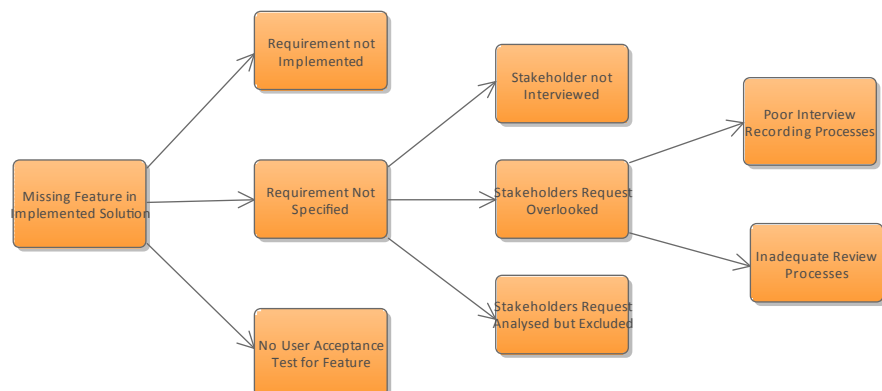 Requirement not
Implemented
Stakeholder not
Interviewed
Poor Interview
Recording Processes
Missing Feature in
Implemented Solution
Requirement Not
Specified
Stakeholders Request
Overlooked
Inadequate Review
Processes
Stakeholders Request
Analysed but Excluded
No User Acceptance
Test for Feature